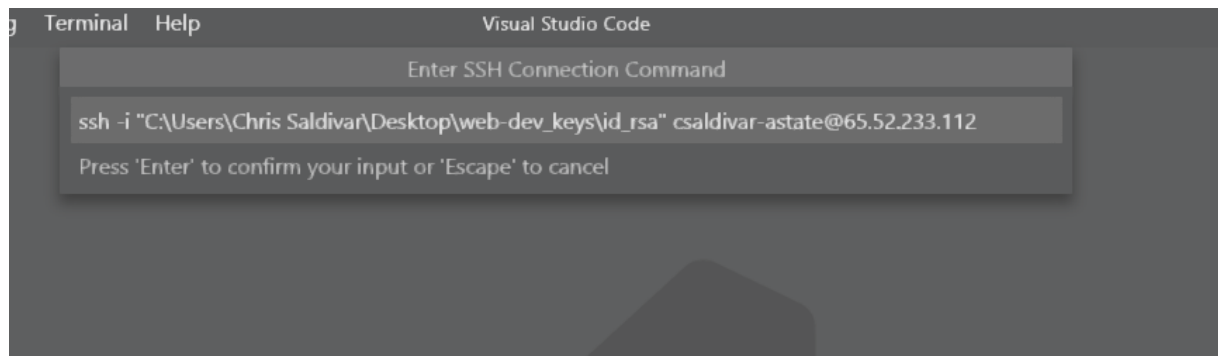 g Terminal Help Visual Studio Code
Enter SSH Connection Command
ssh -i "C:\Users\Chris Saldivar\Desktop\web-dev_keys\id_rsa" csaldivar-astate@65.52.233.112
Press 'Enter' to confirm your input or 'Escape' to cancel